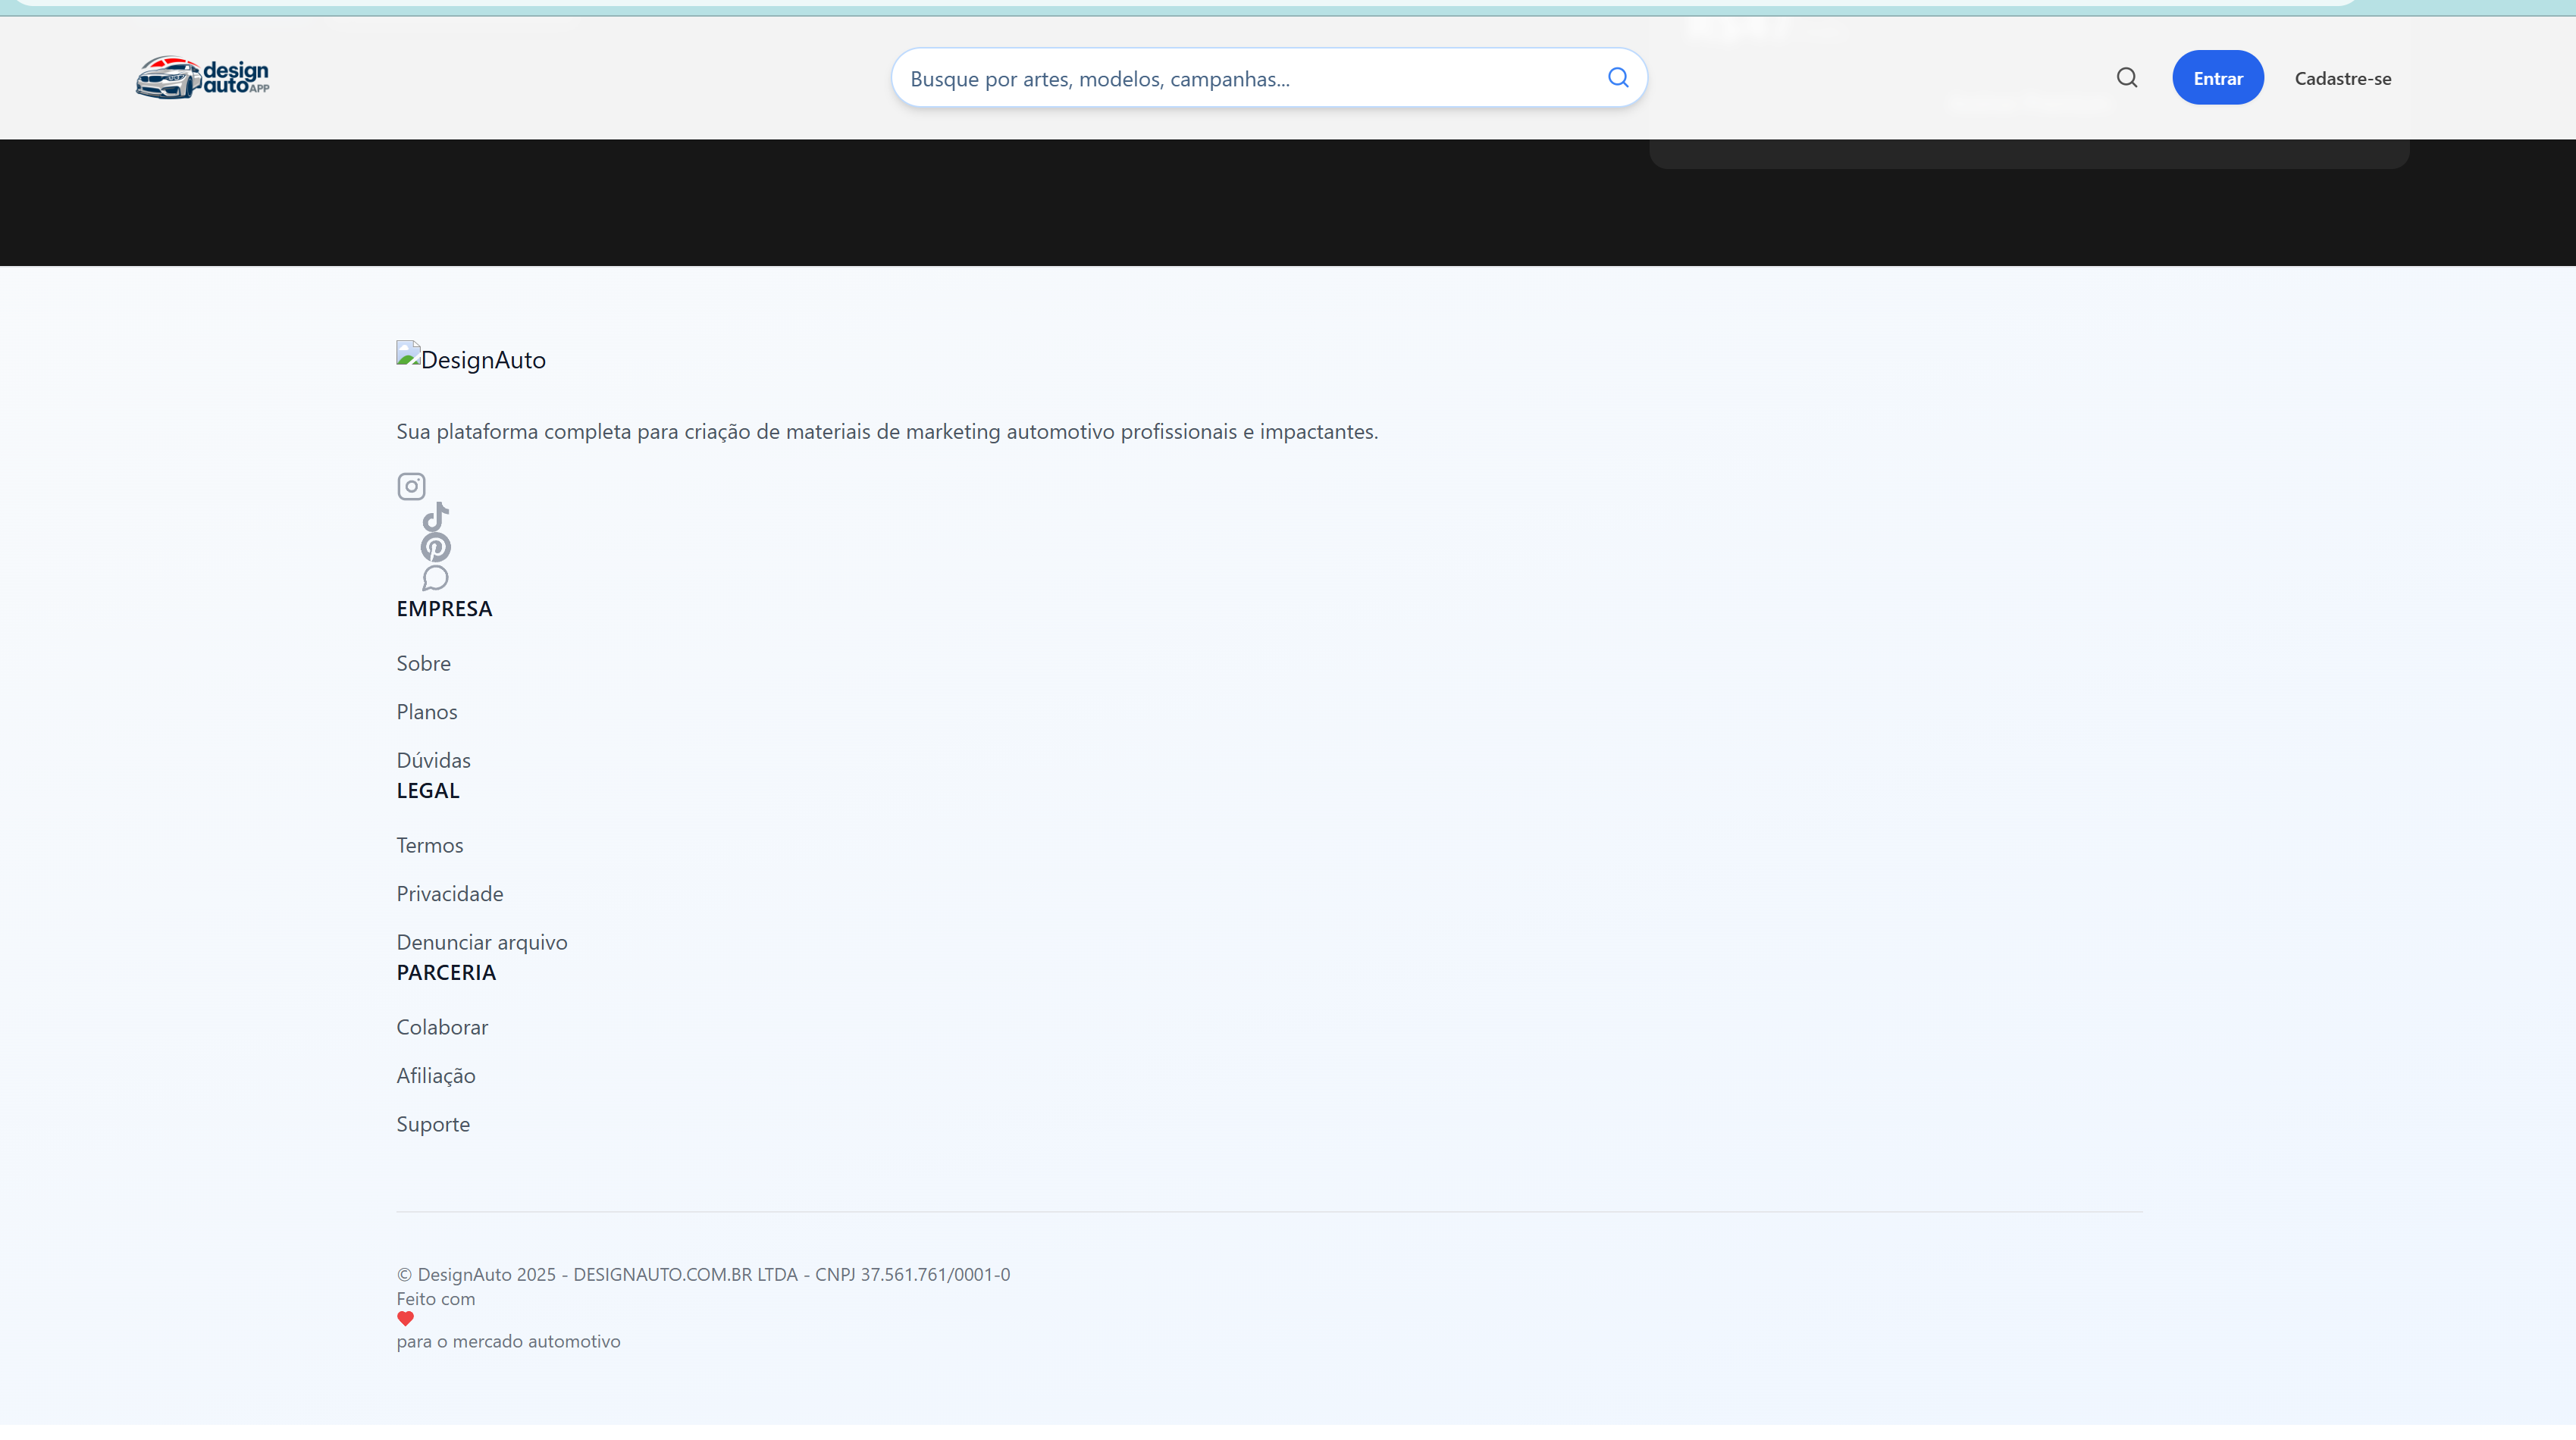 design
autoAPP
Busque por artes, modelos, campanhas...
Entrar
Cadastre-se
DesignAuto
Sua plataforma completa para criação de materiais de marketing automotivo profissionais e impactantes.
EMPRESA
Sobre
Planos
Dúvidas
LEGAL
Termos
Privacidade
Denunciar arquivo
PARCERIA
Colaborar
Afiliação
Suporte
© DesignAuto 2025 - DESIGNAUTO.COM.BR LTDA - CNPJ 37.561.761/0001-0
Feito com
para o mercado automotivo